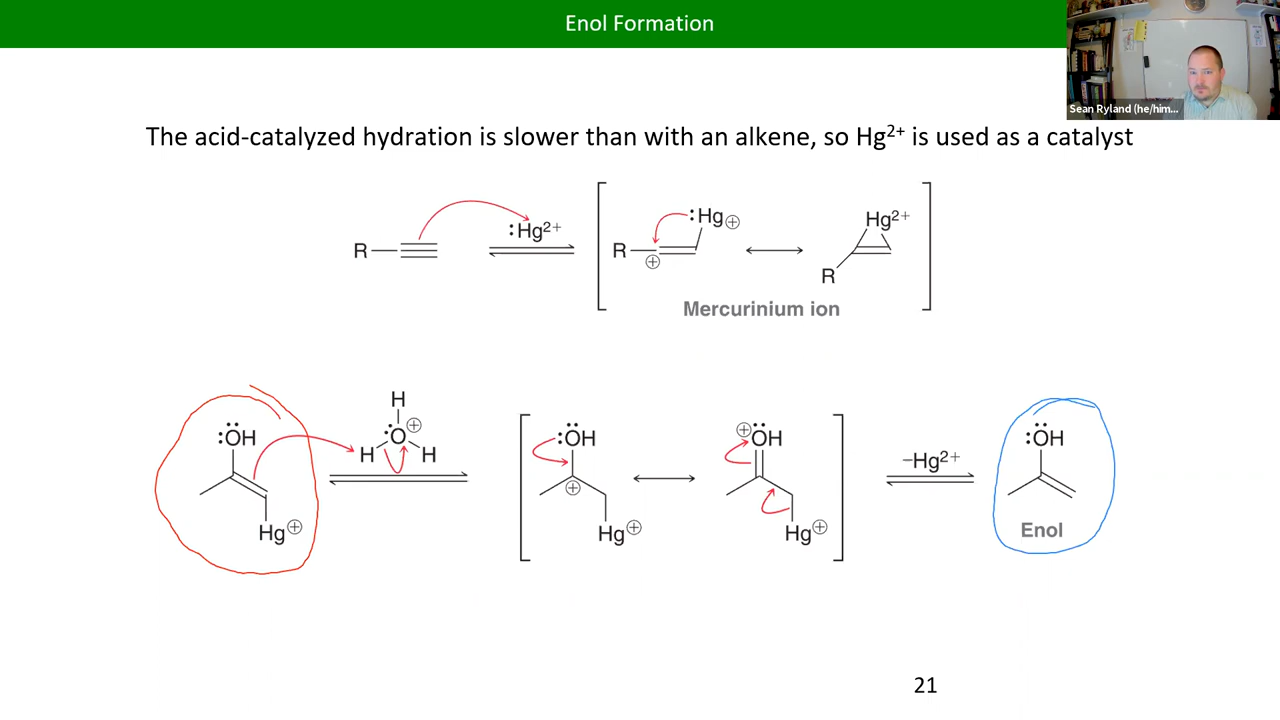 Enol Formation
Sean Ryland (he/him...
The acid-catalyzed hydration is slower than with an alkene, so Hg²⁺ is used as a catalyst
R
:Hg²⁺
R
⊕
:Hg⊕
Hg²⁺
R
Mercurinium ion
:ÖH
Hg⊕
H
:O⊕
H
H
:ÖH
⊕
Hg⊕
⊕ÖH
Hg⊕
−Hg²⁺
:ÖH
Enol
21